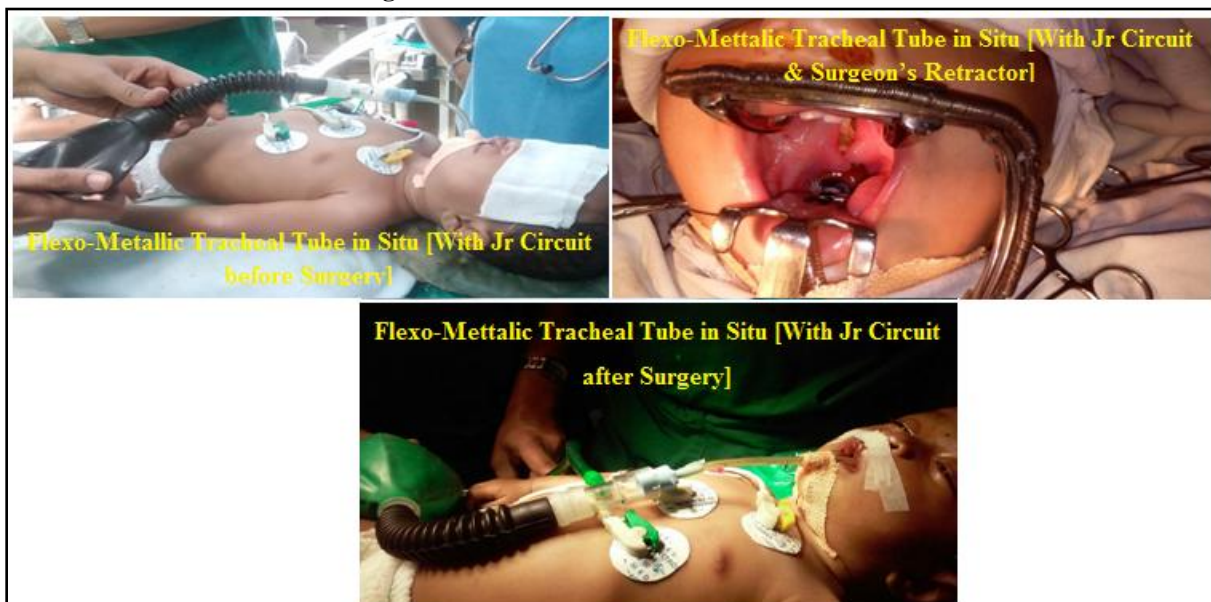 Flexo-Metallic Tracheal Tube in Situ [With Jr Circuit
before Surgery]
Flexo-Mettalic Tracheal Tube in Situ [With Jr Circuit
& Surgeon's Retractor]
Flexo-Mettalic Tracheal Tube in Situ [With Jr Circuit
after Surgery]